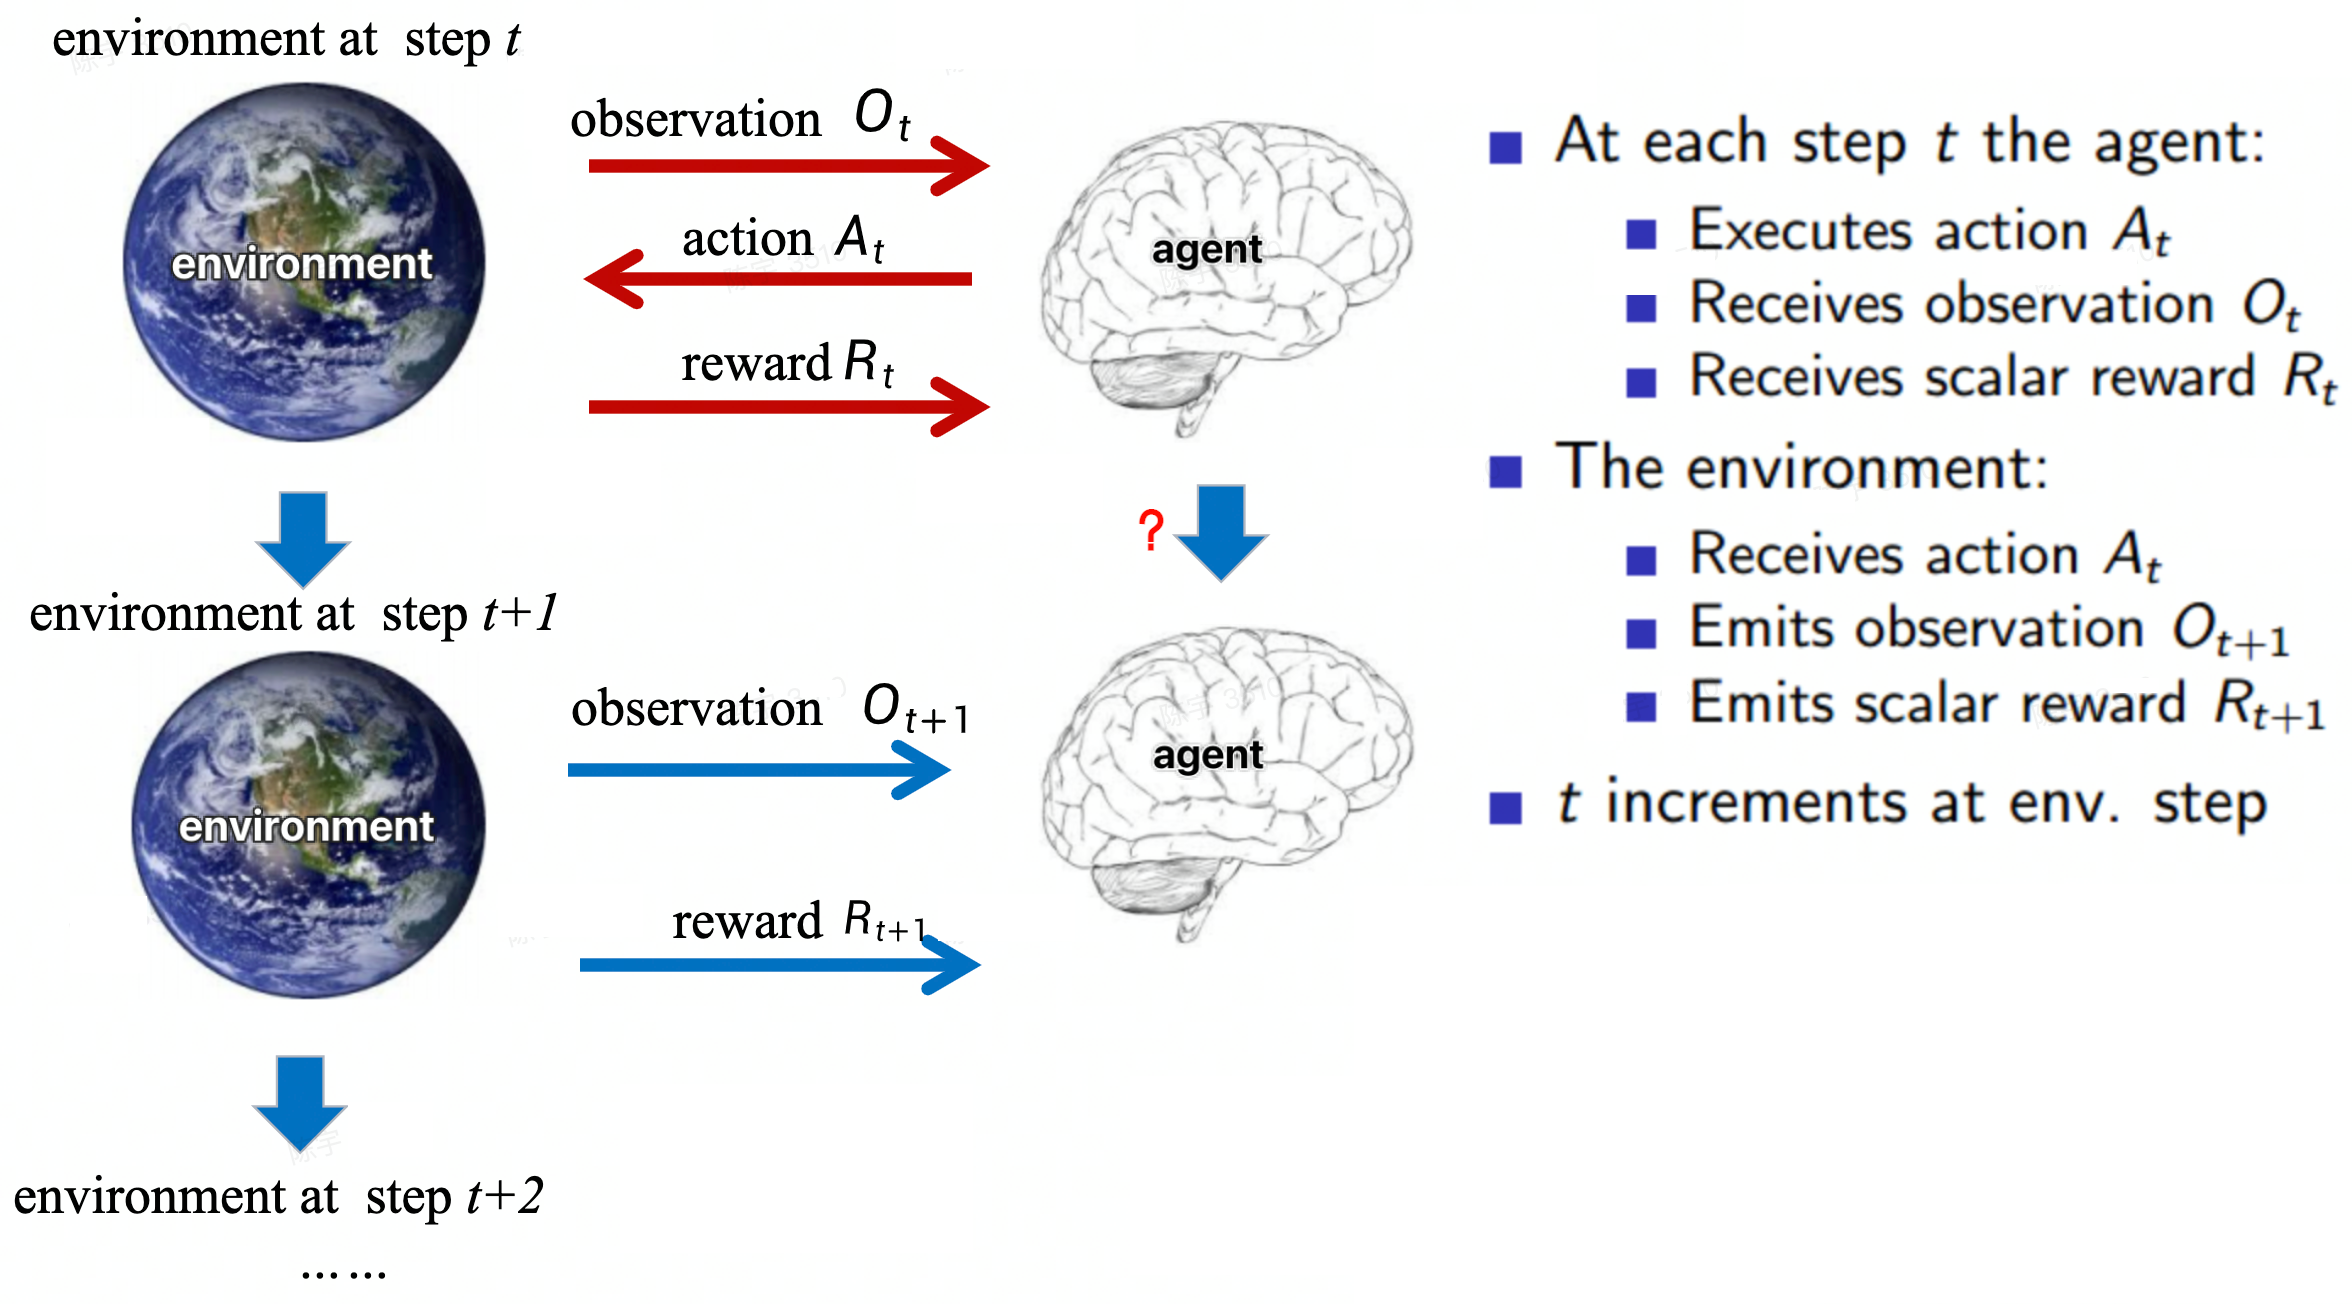 environment at step t
observation O_t
environment
action A_t
agent
reward R_t
?
environment at step t+1
observation O_{t+1}
environment
agent
reward R_{t+1}
environment at step t+2
... ...
■ At each step t the agent:
■ Executes action A_t
■ Receives observation O_t
■ Receives scalar reward R_t
■ The environment:
■ Receives action A_t
■ Emits observation O_{t+1}
■ Emits scalar reward R_{t+1}
■ t increments at env. step